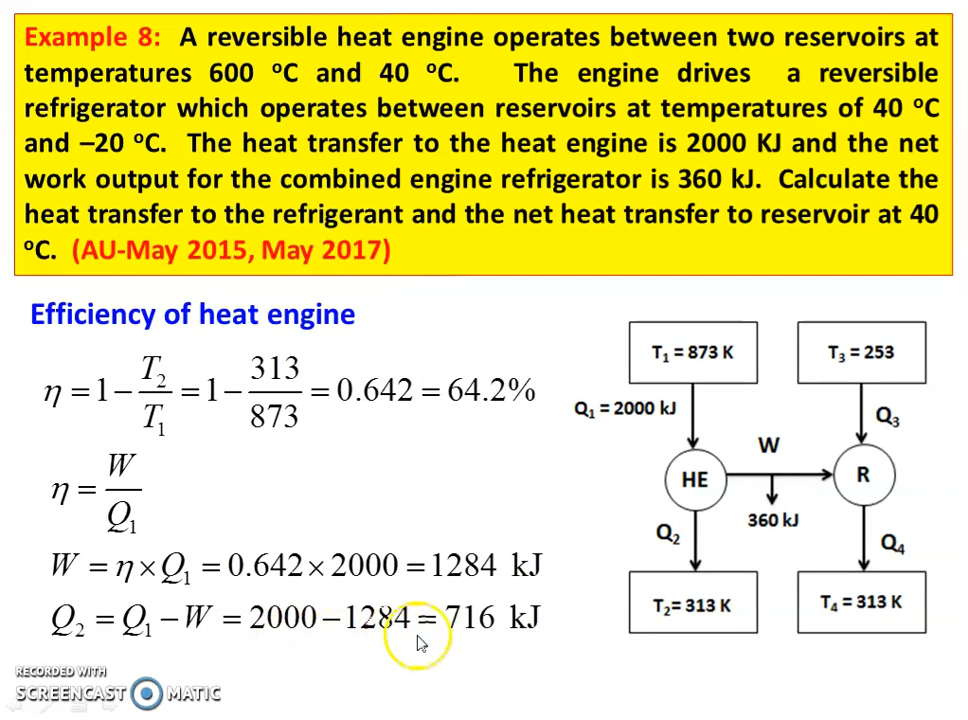 Example 8: A reversible heat engine operates between two reservoirs at
temperatures 600 °C and 40 °C. The engine drives a reversible
refrigerator which operates between reservoirs at temperatures of 40 °C
and –20 °C. The heat transfer to the heat engine is 2000 KJ and the net
work output for the combined engine refrigerator is 360 kJ. Calculate the
heat transfer to the refrigerant and the net heat transfer to reservoir at 40
°C. (AU-May 2015, May 2017)
Efficiency of heat engine
η = 1 − T₂/T₁ = 1 − 313/873 = 0.642 = 64.2%
η = W/Q₁
W = η × Q₁ = 0.642 × 2000 = 1284 kJ
Q₂ = Q₁ − W = 2000 − 1284 = 716 kJ
T₁ = 873 K
T₃ = 253
Q₁ = 2000 kJ
Q₃
W
HE
R
360 kJ
Q₂
Q₄
T₂= 313 K
T₄ = 313 K
RECORDED WITH
SCREENCAST MATIC